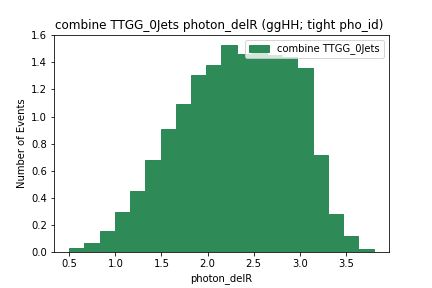 combine TTGG_0Jets photon_delR (ggHH; tight pho_id)
combine TTGG_0Jets
Number of Events
1.6
1.4
1.2
1.0
0.8
0.6
0.4
0.2
0.0
0.5 1.0 1.5 2.0 2.5 3.0 3.5
photon_delR